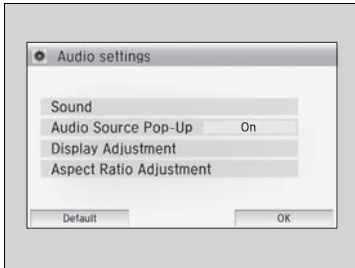 Audio settings
Sound
Audio Source Pop-Up On
Display Adjustment
Aspect Ratio Adjustment
Default OK